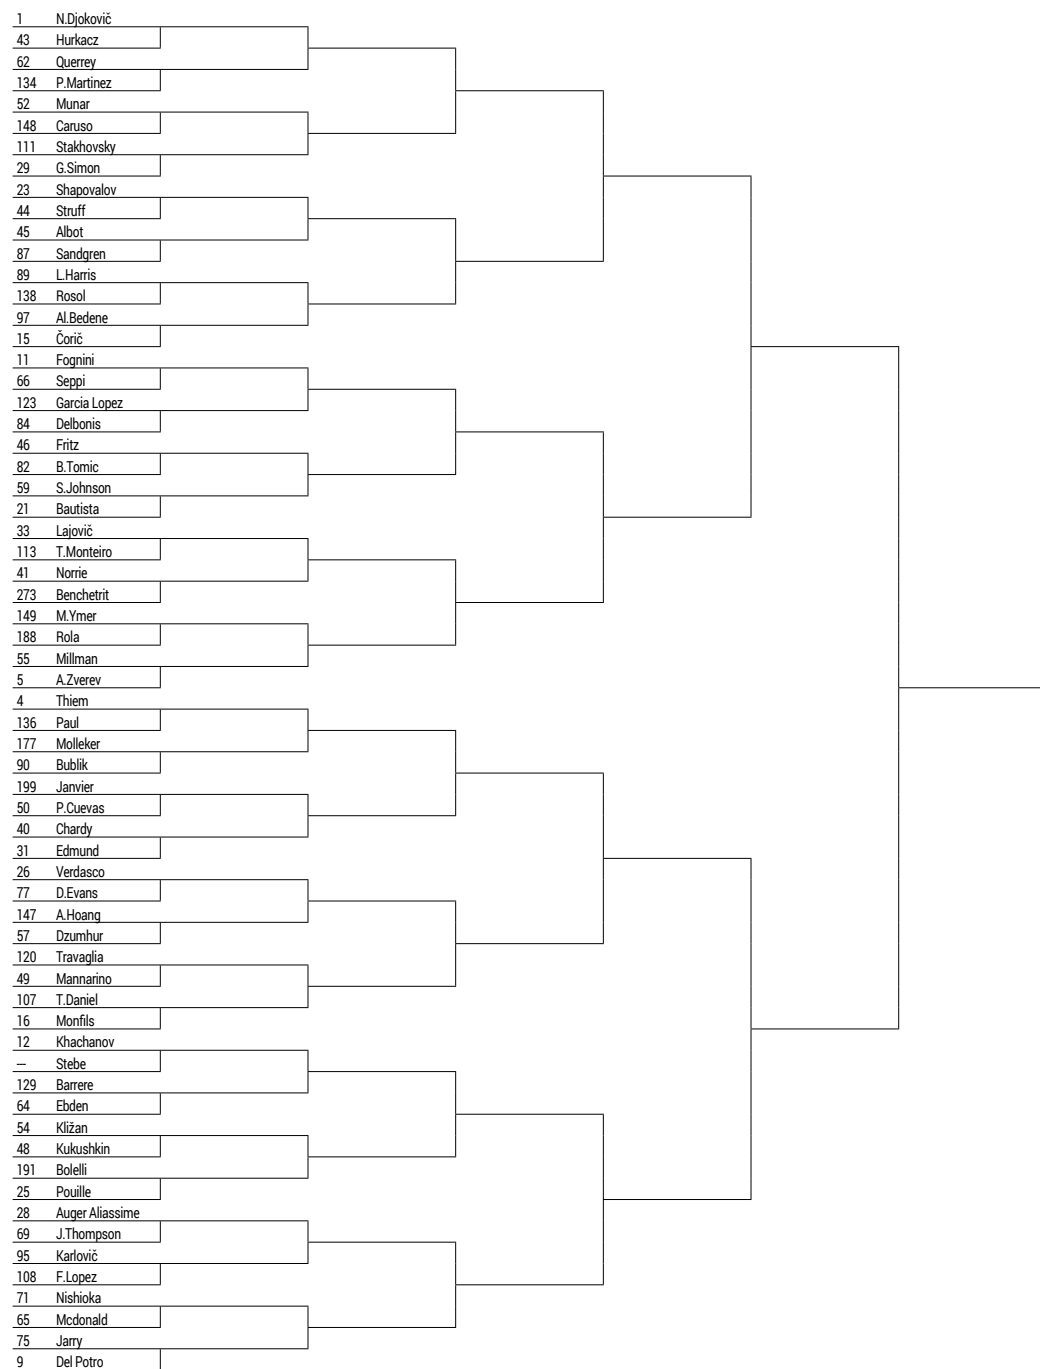 1 N.Djokovič
43 Hurkacz
62 Querrey
134 P.Martinez
52 Munar
148 Caruso
111 Stakhovsky
29 G.Simon
23 Shapovalov
44 Struff
45 Albot
87 Sandgren
89 L.Harris
138 Rosol
97 Al.Bedene
15 Čorič
11 Fognini
66 Seppi
123 Garcia Lopez
84 Delbonis
46 Fritz
82 B.Tomic
59 S.Johnson
21 Bautista
33 Lajovič
113 T.Monteiro
41 Norrie
273 Benchetrit
149 M.Ymer
188 Rola
55 Millman
5 A.Zverev
4 Thiem
136 Paul
177 Molleker
90 Bublik
199 Janvier
50 P.Cuevas
40 Chardy
31 Edmund
26 Verdasco
77 D.Evans
147 A.Hoang
57 Dzumhur
120 Travaglia
49 Mannarino
107 T.Daniel
16 Monfils
12 Khachanov
— Stebe
129 Barrere
64 Ebden
54 Kližan
48 Kukushkin
191 Bolelli
25 Pouille
28 Auger Aliassime
69 J.Thompson
95 Karlovič
108 F.Lopez
71 Nishioka
65 Mcdonald
75 Jarry
9 Del Potro